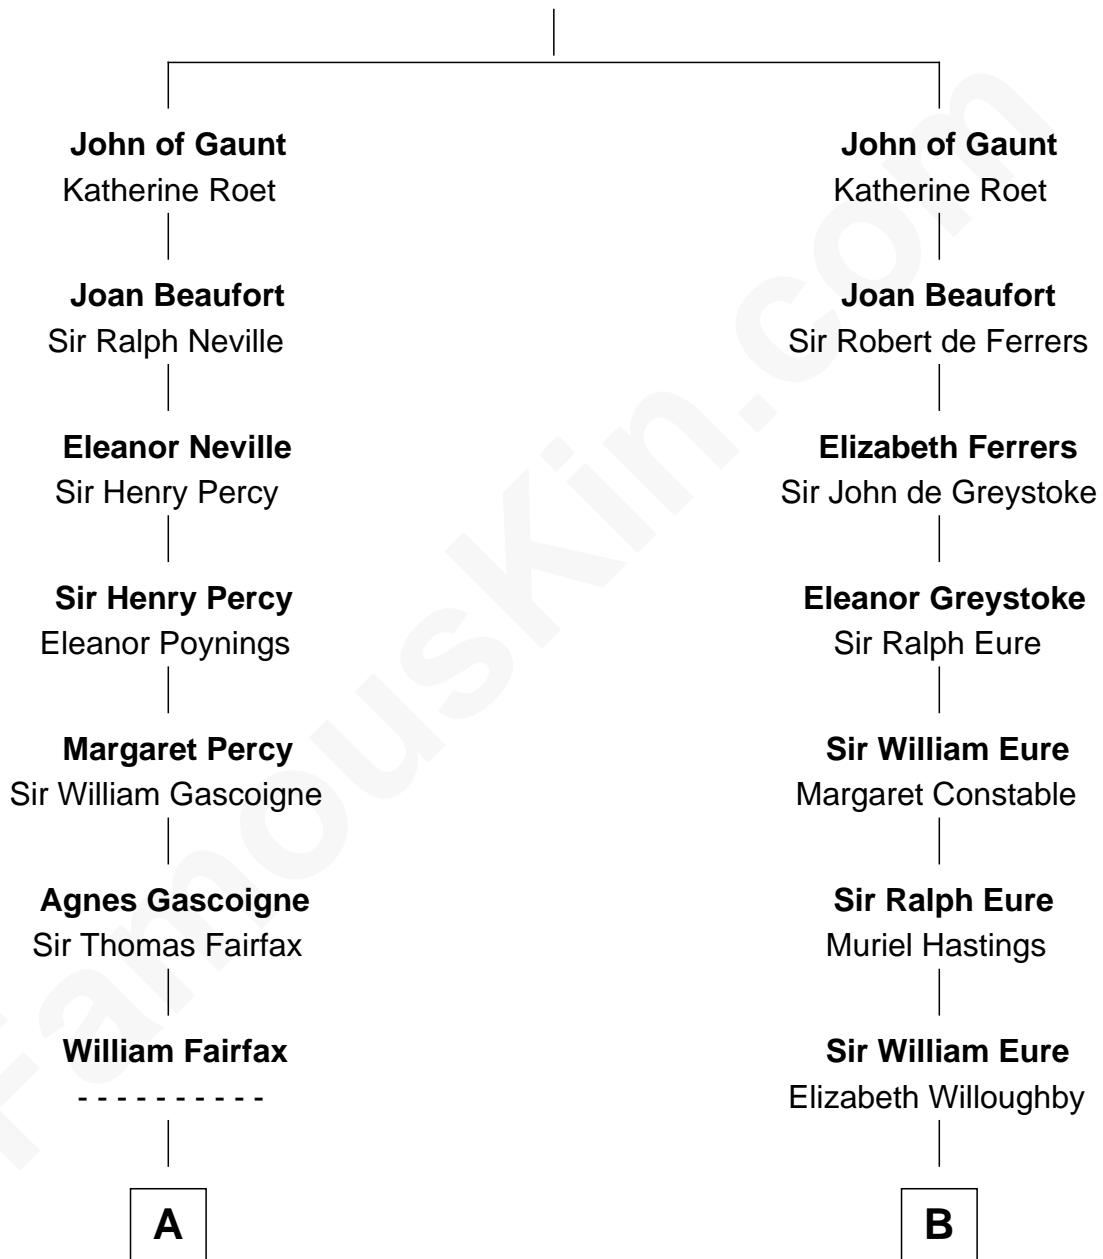 John of Gaunt
Katherine Roet
Joan Beaufort
Sir Ralph Neville
Eleanor Neville
Sir Henry Percy
Sir Henry Percy
Eleanor Poynings
Margaret Percy
Sir William Gascoigne
Agnes Gascoigne
Sir Thomas Fairfax
William Fairfax
- - - - - - - - - -
A
John of Gaunt
Katherine Roet
Joan Beaufort
Sir Robert de Ferrers
Elizabeth Ferrers
Sir John de Greystoke
Eleanor Greystoke
Sir Ralph Eure
Sir William Eure
Margaret Constable
Sir Ralph Eure
Muriel Hastings
Sir William Eure
Elizabeth Willoughby
B
FamousKin.com